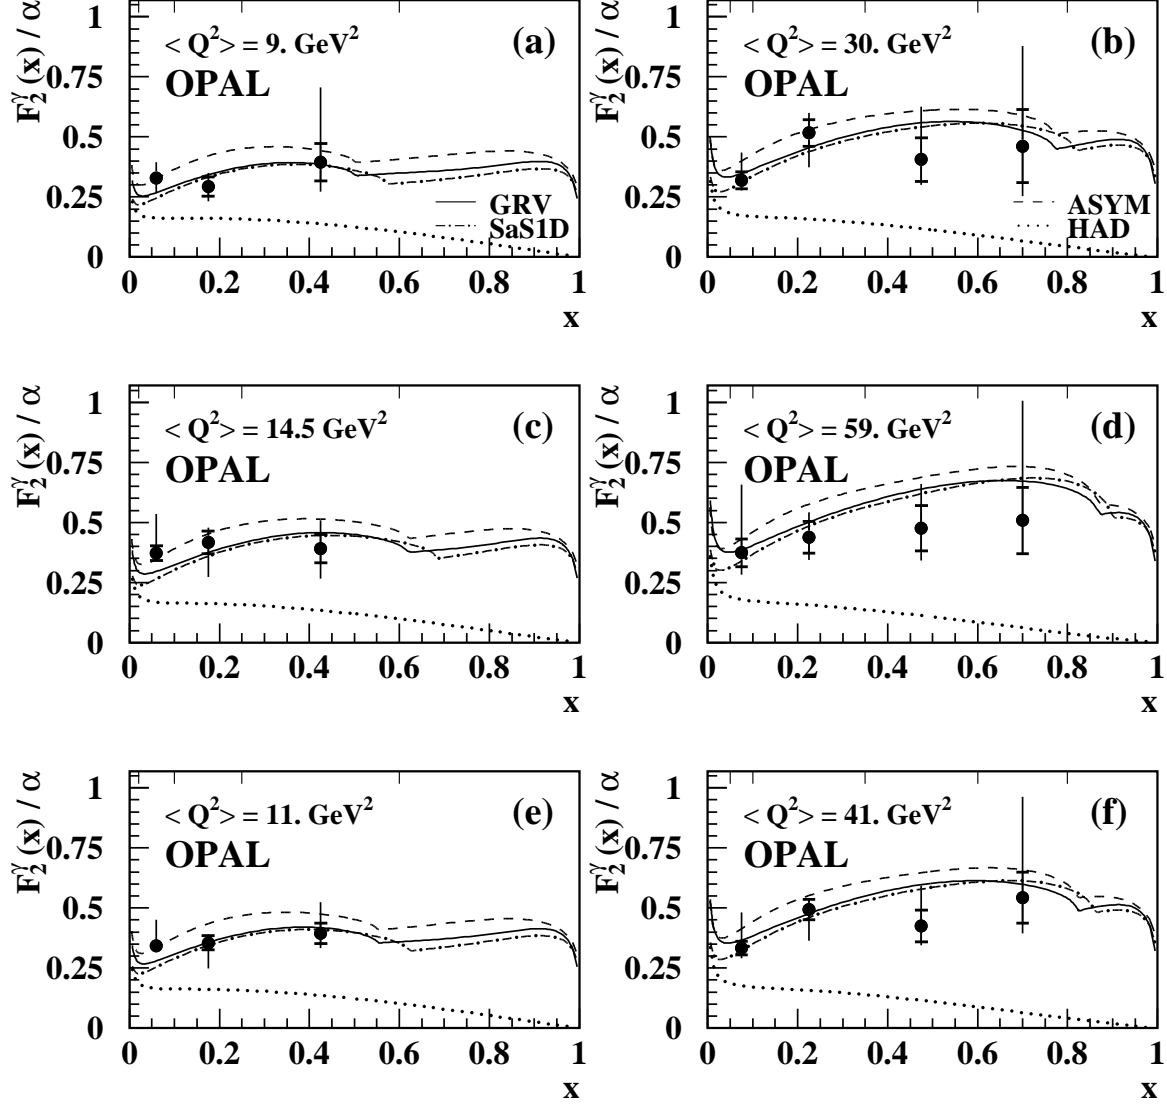 F₂^γ(x) / α
1
0.75
0.5
0.25
0
< Q² > = 9. GeV²
(a)
OPAL
GRV
SaS1D
0 0.2 0.4 0.6 0.8 1
x
F₂^γ(x) / α
1
0.75
0.5
0.25
0
< Q² > = 30. GeV²
(b)
OPAL
ASYM
HAD
0 0.2 0.4 0.6 0.8 1
x
F₂^γ(x) / α
1
0.75
0.5
0.25
0
< Q² > = 14.5 GeV²
(c)
OPAL
0 0.2 0.4 0.6 0.8 1
x
F₂^γ(x) / α
1
0.75
0.5
0.25
0
< Q² > = 59. GeV²
(d)
OPAL
0 0.2 0.4 0.6 0.8 1
x
F₂^γ(x) / α
1
0.75
0.5
0.25
0
< Q² > = 11. GeV²
(e)
OPAL
0 0.2 0.4 0.6 0.8 1
x
F₂^γ(x) / α
1
0.75
0.5
0.25
0
< Q² > = 41. GeV²
(f)
OPAL
0 0.2 0.4 0.6 0.8 1
x